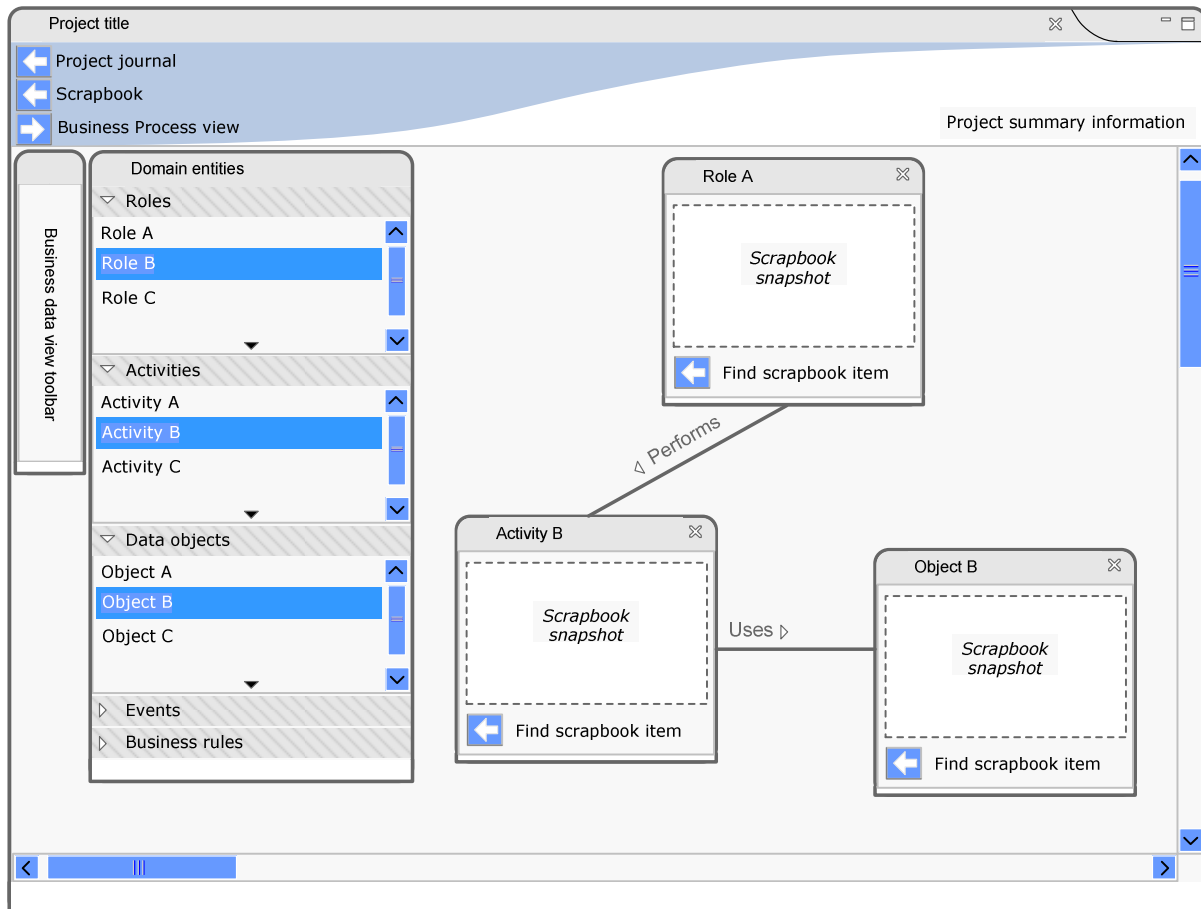 Project title
Project journal
Scrapbook
Business Process view
Project summary information
Business data view toolbar
Domain entities
Roles
Role A
Role B
Role C
Activities
Activity A
Activity B
Activity C
Data objects
Object A
Object B
Object C
Events
Business rules
Role A
Scrapbook
snapshot
Find scrapbook item
Performs
Activity B
Scrapbook
snapshot
Find scrapbook item
Uses
Object B
Scrapbook
snapshot
Find scrapbook item